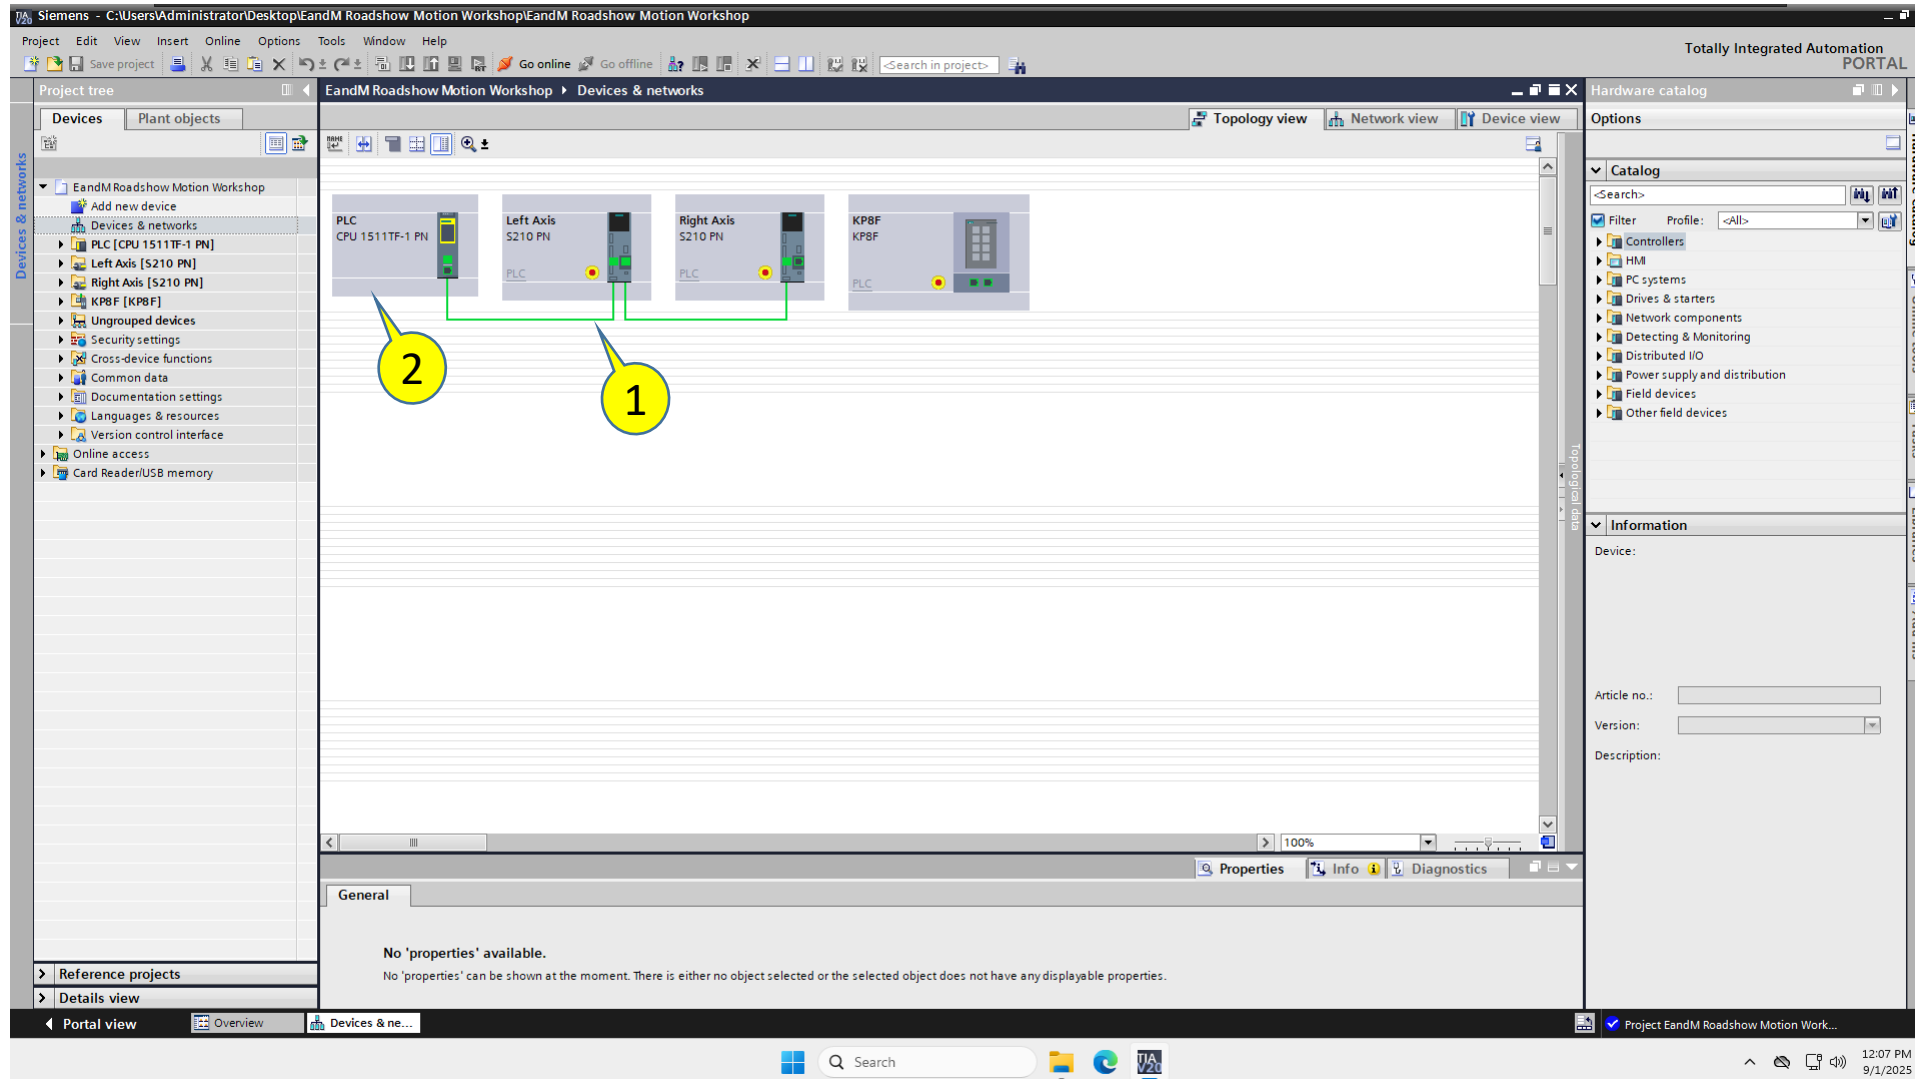 Siemens - C:\Users\Administrator\Desktop\EandM Roadshow Motion Workshop\EandM Roadshow Motion Workshop
Project Edit View Insert Online Options Tools Window Help
Totally Integrated Automation
PORTAL
Save project
Go online
Go offline
<Search in project>
Project tree
EandM Roadshow Motion Workshop
Devices & networks
Hardware catalog
Devices
Plant objects
Topology view
Network view
Device view
Options
Devices & networks
EandM Roadshow Motion Workshop
Add new device
Devices & networks
PLC [CPU 1511TF-1 PN]
Left Axis [S210 PN]
Right Axis [S210 PN]
KP8F [KP8F]
Ungrouped devices
Security settings
Cross-device functions
Common data
Documentation settings
Languages & resources
Version control interface
Online access
Card Reader/USB memory
PLC
CPU 1511TF-1 PN
Left Axis
S210 PN
PLC
Right Axis
S210 PN
PLC
KP8F
KP8F
PLC
2
1
Topological data
Catalog
<Search>
Filter
Profile:
<All>
Controllers
HMI
PC systems
Drives & starters
Network components
Detecting & Monitoring
Distributed I/O
Power supply and distribution
Field devices
Other field devices
Information
Device:
Article no.:
Version:
Description:
100%
Properties
Info
Diagnostics
General
No 'properties' available.
No 'properties' can be shown at the moment. There is either no object selected or the selected object does not have any displayable properties.
Reference projects
Details view
Portal view
Overview
Devices & ne...
Project EandM Roadshow Motion Work...
Search
TIA
V20
12:07 PM
9/1/2025